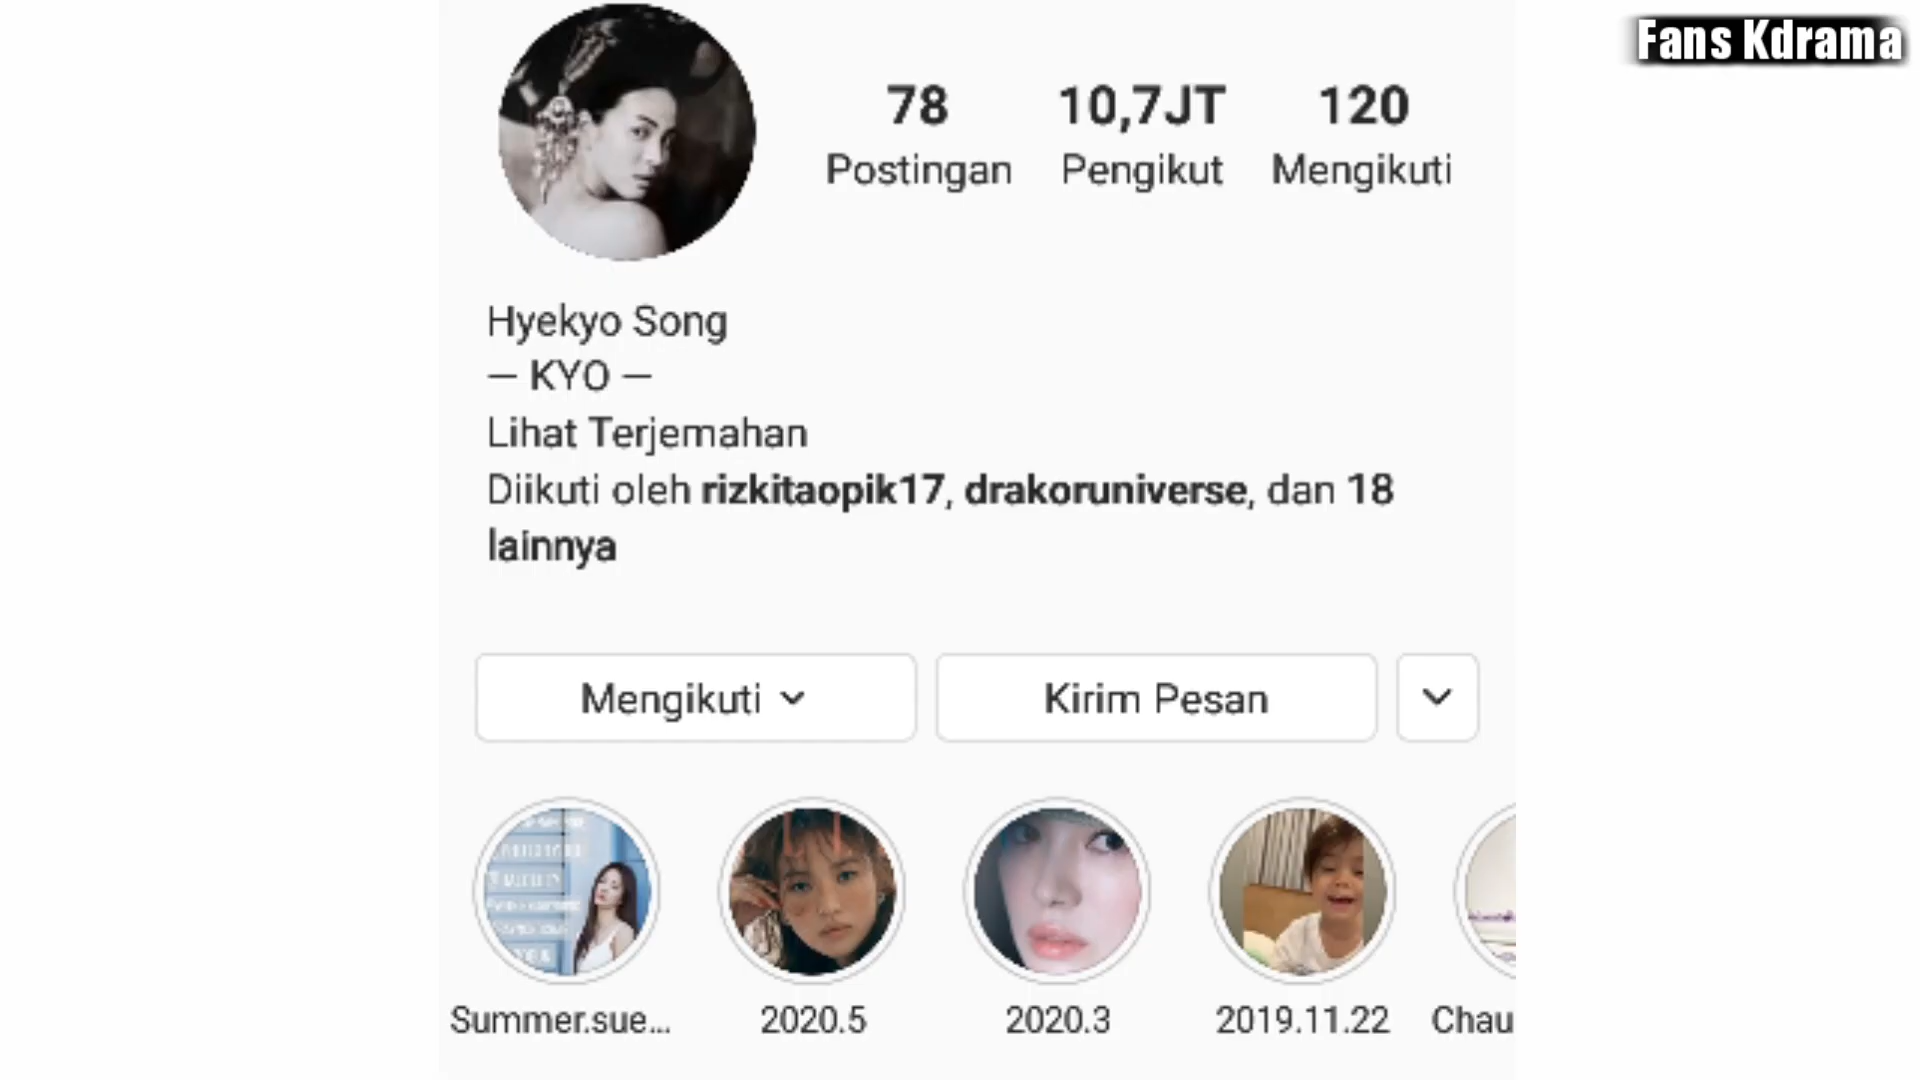 Fans Kdrama
78 10,7JT 120
Postingan Pengikut Mengikuti
Hyekyo Song
— KYO —
Lihat Terjemahan
Diikuti oleh rizkitaopik17, drakoruniverse, dan 18
lainnya
Mengikuti Kirim Pesan
Summer.sue... 2020.5 2020.3 2019.11.22 Chau